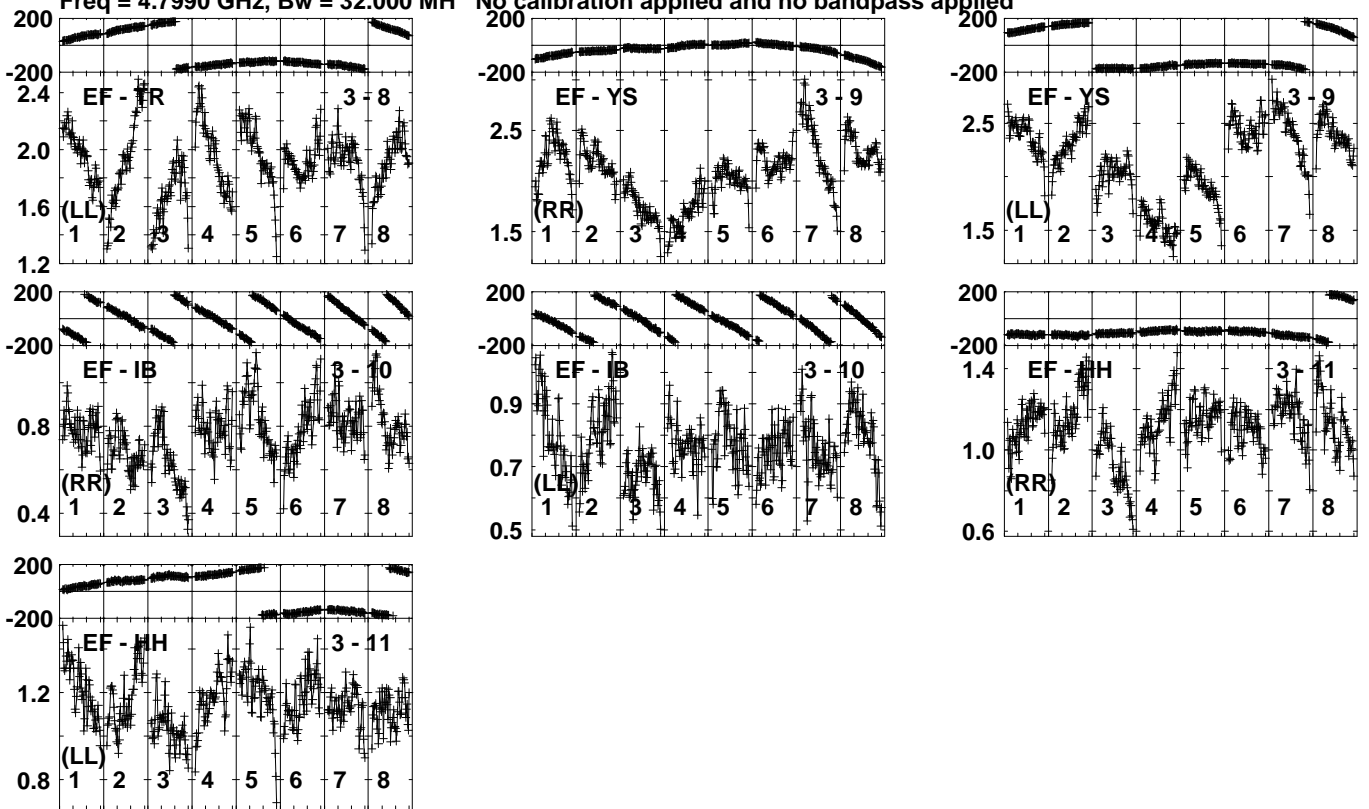 Freq = 4.7990 GHz, Bw = 32.000 MH No calibration applied and no bandpass applied
200
-200
EF - TR 3 - 8
2.4
2.0
1.6
1.2
(LL)
1 2 3 4 5 6 7 8
200
-200
EF - YS 3 - 9
2.5
1.5
(RR)
1 2 3 4 5 6 7 8
200
-200
EF - YS 3 - 9
2.5
1.5
(LL)
1 2 3 4 5 6 7 8
200
-200
EF - IB 3 - 10
0.8
0.4
(RR)
1 2 3 4 5 6 7 8
200
-200
EF - IB 3 - 10
0.9
0.7
0.5
(LL)
1 2 3 4 5 6 7 8
200
-200
EF - HH 3 - 11
1.4
1.0
0.6
(RR)
1 2 3 4 5 6 7 8
200
-200
EF - HH 3 - 11
1.2
0.8
(LL)
1 2 3 4 5 6 7 8